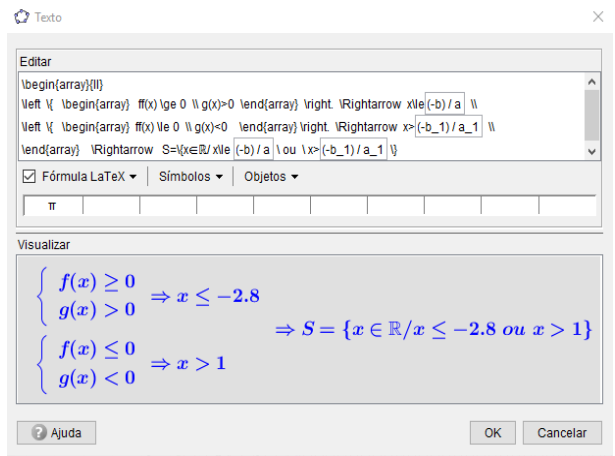 Texto
Editar
\begin{array}{ll}
\left \{ \begin{array} ff(x) \ge 0 \\ g(x)>0 \end{array} \right. \Rightarrow x\le (-b) / a \\
\left \{ \begin{array} ff(x) \le 0 \\ g(x)<0 \end{array} \right. \Rightarrow x> (-b_1) / a_1 \\
\end{array} \Rightarrow S=\{x∈ℝ/ x\le (-b) / a \ ou \ x> (-b_1) / a_1 \}
Fórmula LaTeX Símbolos Objetos
π
Visualizar
f(x) ≥ 0
g(x) > 0
⇒ x ≤ −2.8
⇒ S = {x ∈ ℝ/x ≤ −2.8 ou x > 1}
f(x) ≤ 0
g(x) < 0
⇒ x > 1
Ajuda OK Cancelar